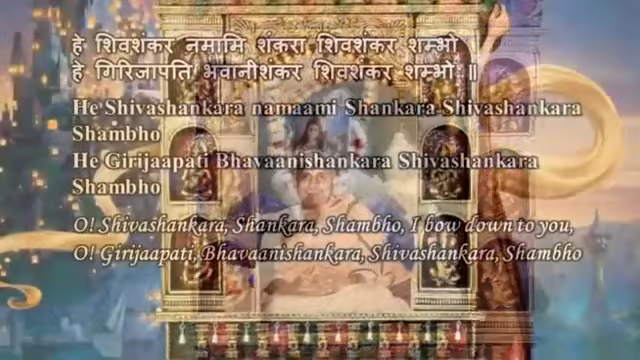 हे शिवशंकर नमामि शंकरा शिवशंकर शम्भो
हे गिरिजापति भवानीशंकर शिवशंकर शम्भो ॥
He Shivashankara namaami Shankara Shivashankara
Shambho
He Girijaapati Bhavaanishankara Shivashankara
Shambho
O! Shivashankara, Shankara, Shambho, I bow down to you,
O! Girijaapati, Bhavaanishankara, Shivashankara, Shambho